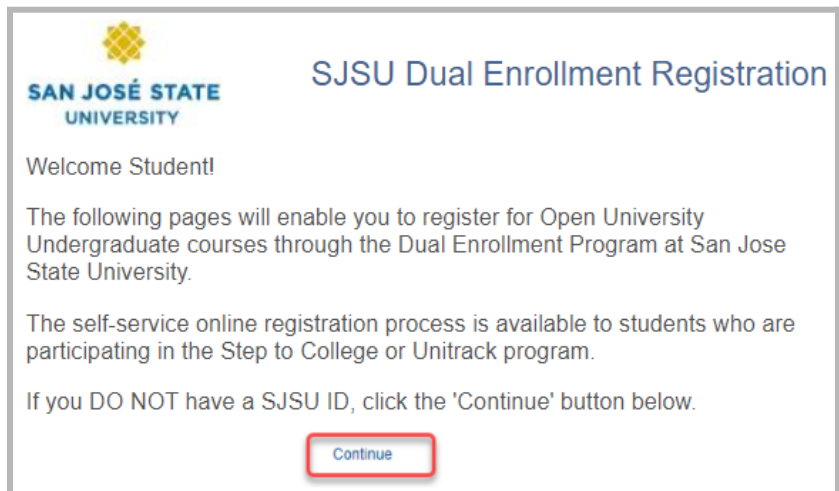 SAN JOSÉ STATE
UNIVERSITY
SJSU Dual Enrollment Registration
Welcome Student!
The following pages will enable you to register for Open University
Undergraduate courses through the Dual Enrollment Program at San Jose
State University.
The self-service online registration process is available to students who are
participating in the Step to College or Unitrack program.
If you DO NOT have a SJSU ID, click the 'Continue' button below.
Continue